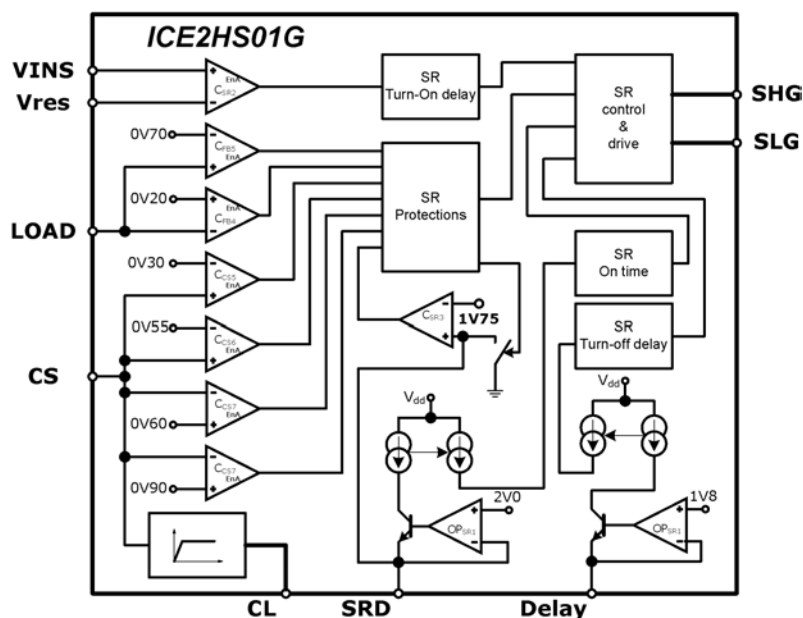 ICE2HS01G
VINS
Vres
+
EnA
CSR2
-
SR
Turn-On delay
SR
control
&
drive
SHG
SLG
0V70
-
CFB5
EnA
+
0V20
+
EnA
CFB4
-
LOAD
SR
Protections
0V30
-
CCS5
EnA
+
SR
On time
CSR3
-
+
1V75
0V55
-
CCS6
EnA
+
SR
Turn-off delay
CS
-
CCS7
EnA
+
0V60
Vdd
Vdd
-
CCS7
EnA
+
0V90
2V0
+
OPSR1
-
1V8
+
OPSR1
-
CL
SRD
Delay